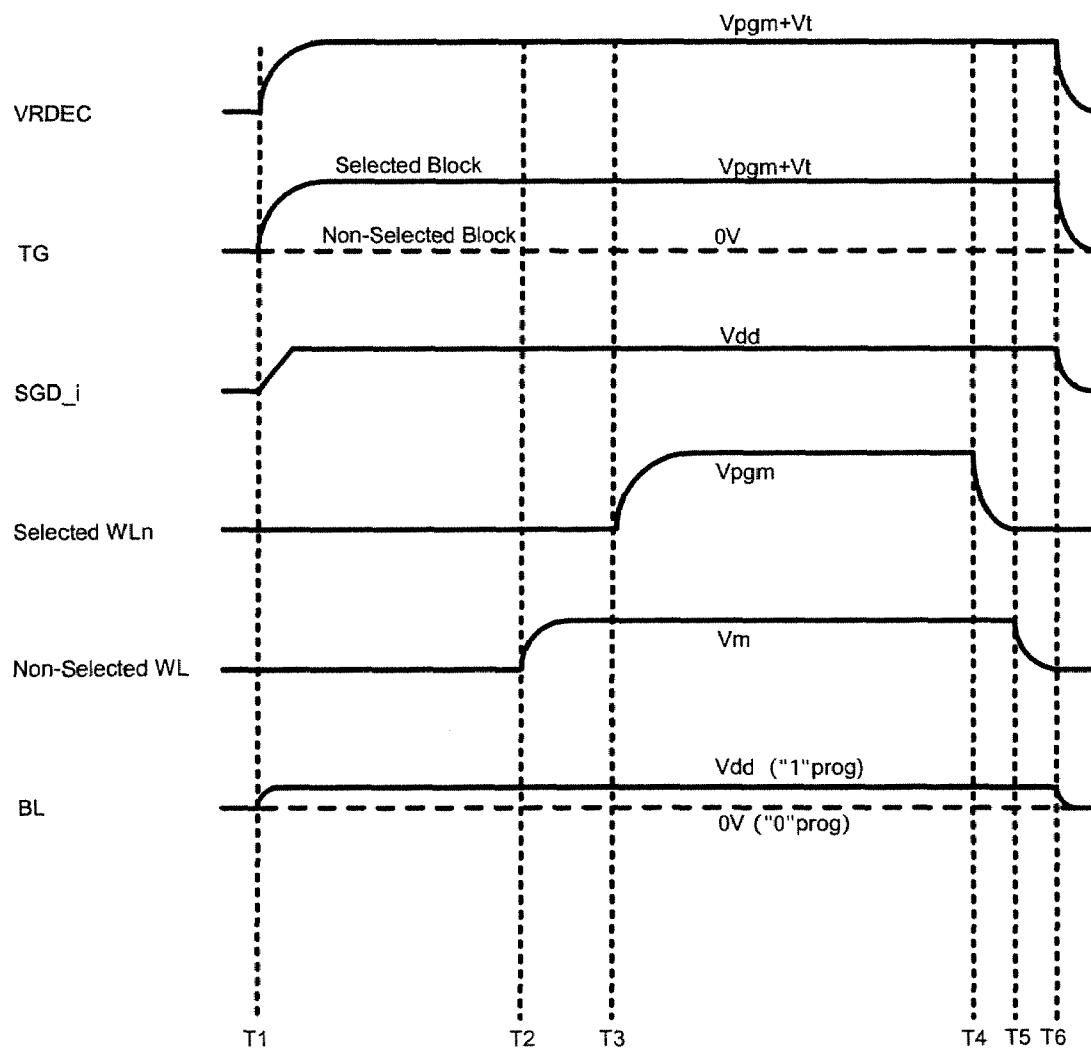 Vpgm+Vt
VRDEC
Selected Block
Vpgm+Vt
Non-Selected Block
0V
TG
Vdd
SGD_i
Vpgm
Selected WLn
Vm
Non-Selected WL
Vdd ("1"prog)
BL
0V ("0"prog)
T1 T2 T3 T4 T5 T6